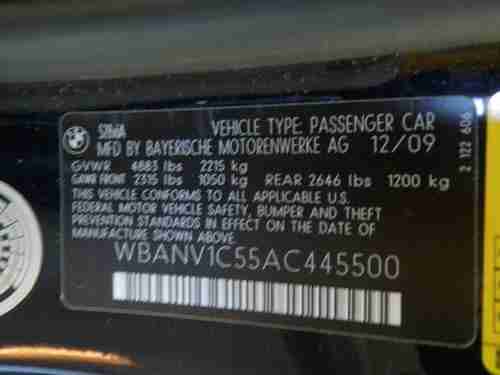 528iA VEHICLE TYPE: PASSENGER CAR
MFD BY BAYERISCHE MOTORENWERKE AG 12/09
GVWR 4883 lbs 2215 kg
GAWR FRONT 2315 lbs 1050 kg REAR 2646 lbs 1200 kg
THIS VEHICLE CONFORMS TO ALL APPLICABLE U.S.
FEDERAL MOTOR VEHICLE SAFETY, BUMPER AND THEFT
PREVENTION STANDARDS IN EFFECT ON THE DATE OF
MANUFACTURE SHOWN ABOVE.
WBANV1C55AC445500
2 122 606